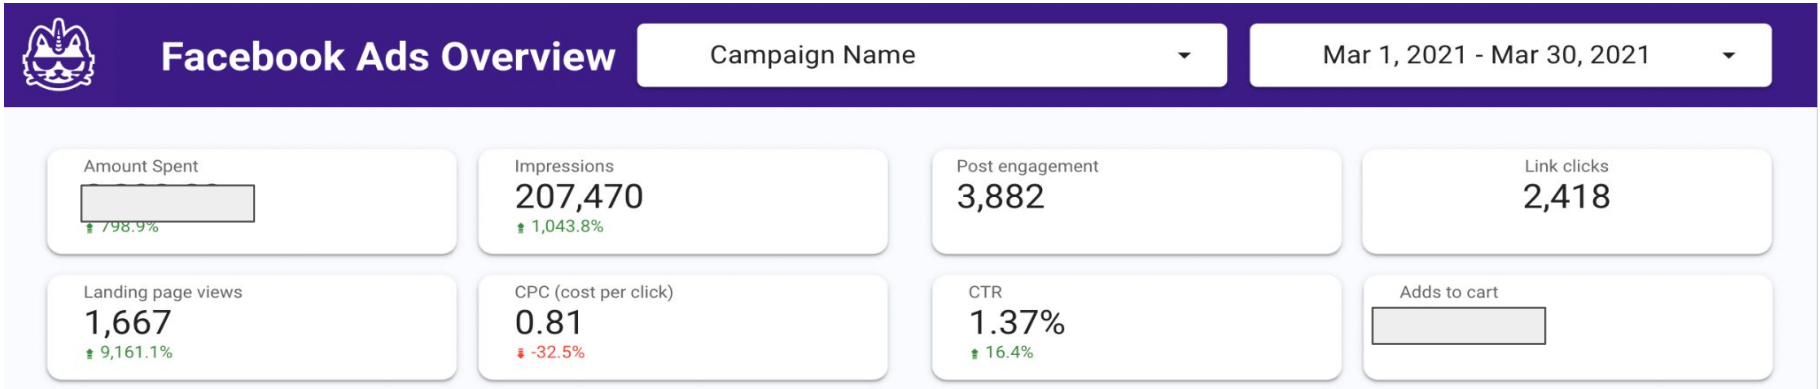 Facebook Ads Overview
Campaign Name
Mar 1, 2021 - Mar 30, 2021
Amount Spent
798.9%
Impressions
207,470
1,043.8%
Post engagement
3,882
Link clicks
2,418
Landing page views
1,667
9,161.1%
CPC (cost per click)
0.81
-32.5%
CTR
1.37%
16.4%
Adds to cart